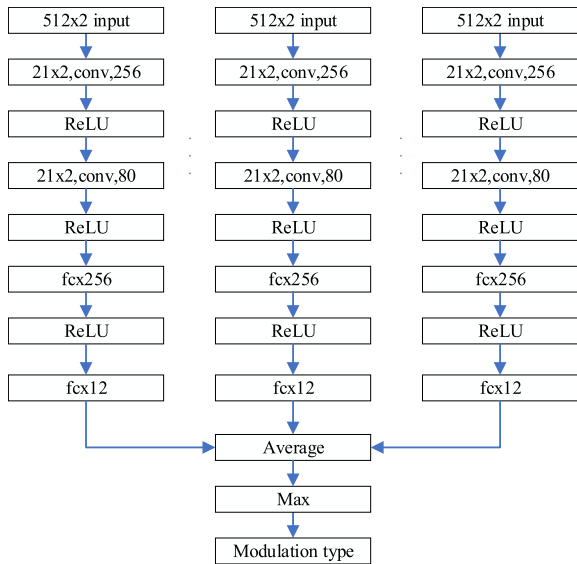 512x2 input
512x2 input
512x2 input
21x2,conv,256
21x2,conv,256
21x2,conv,256
ReLU
ReLU
ReLU
21x2,conv,80
21x2,conv,80
21x2,conv,80
ReLU
ReLU
ReLU
fcx256
fcx256
fcx256
ReLU
ReLU
ReLU
fcx12
fcx12
fcx12
Average
Max
Modulation type